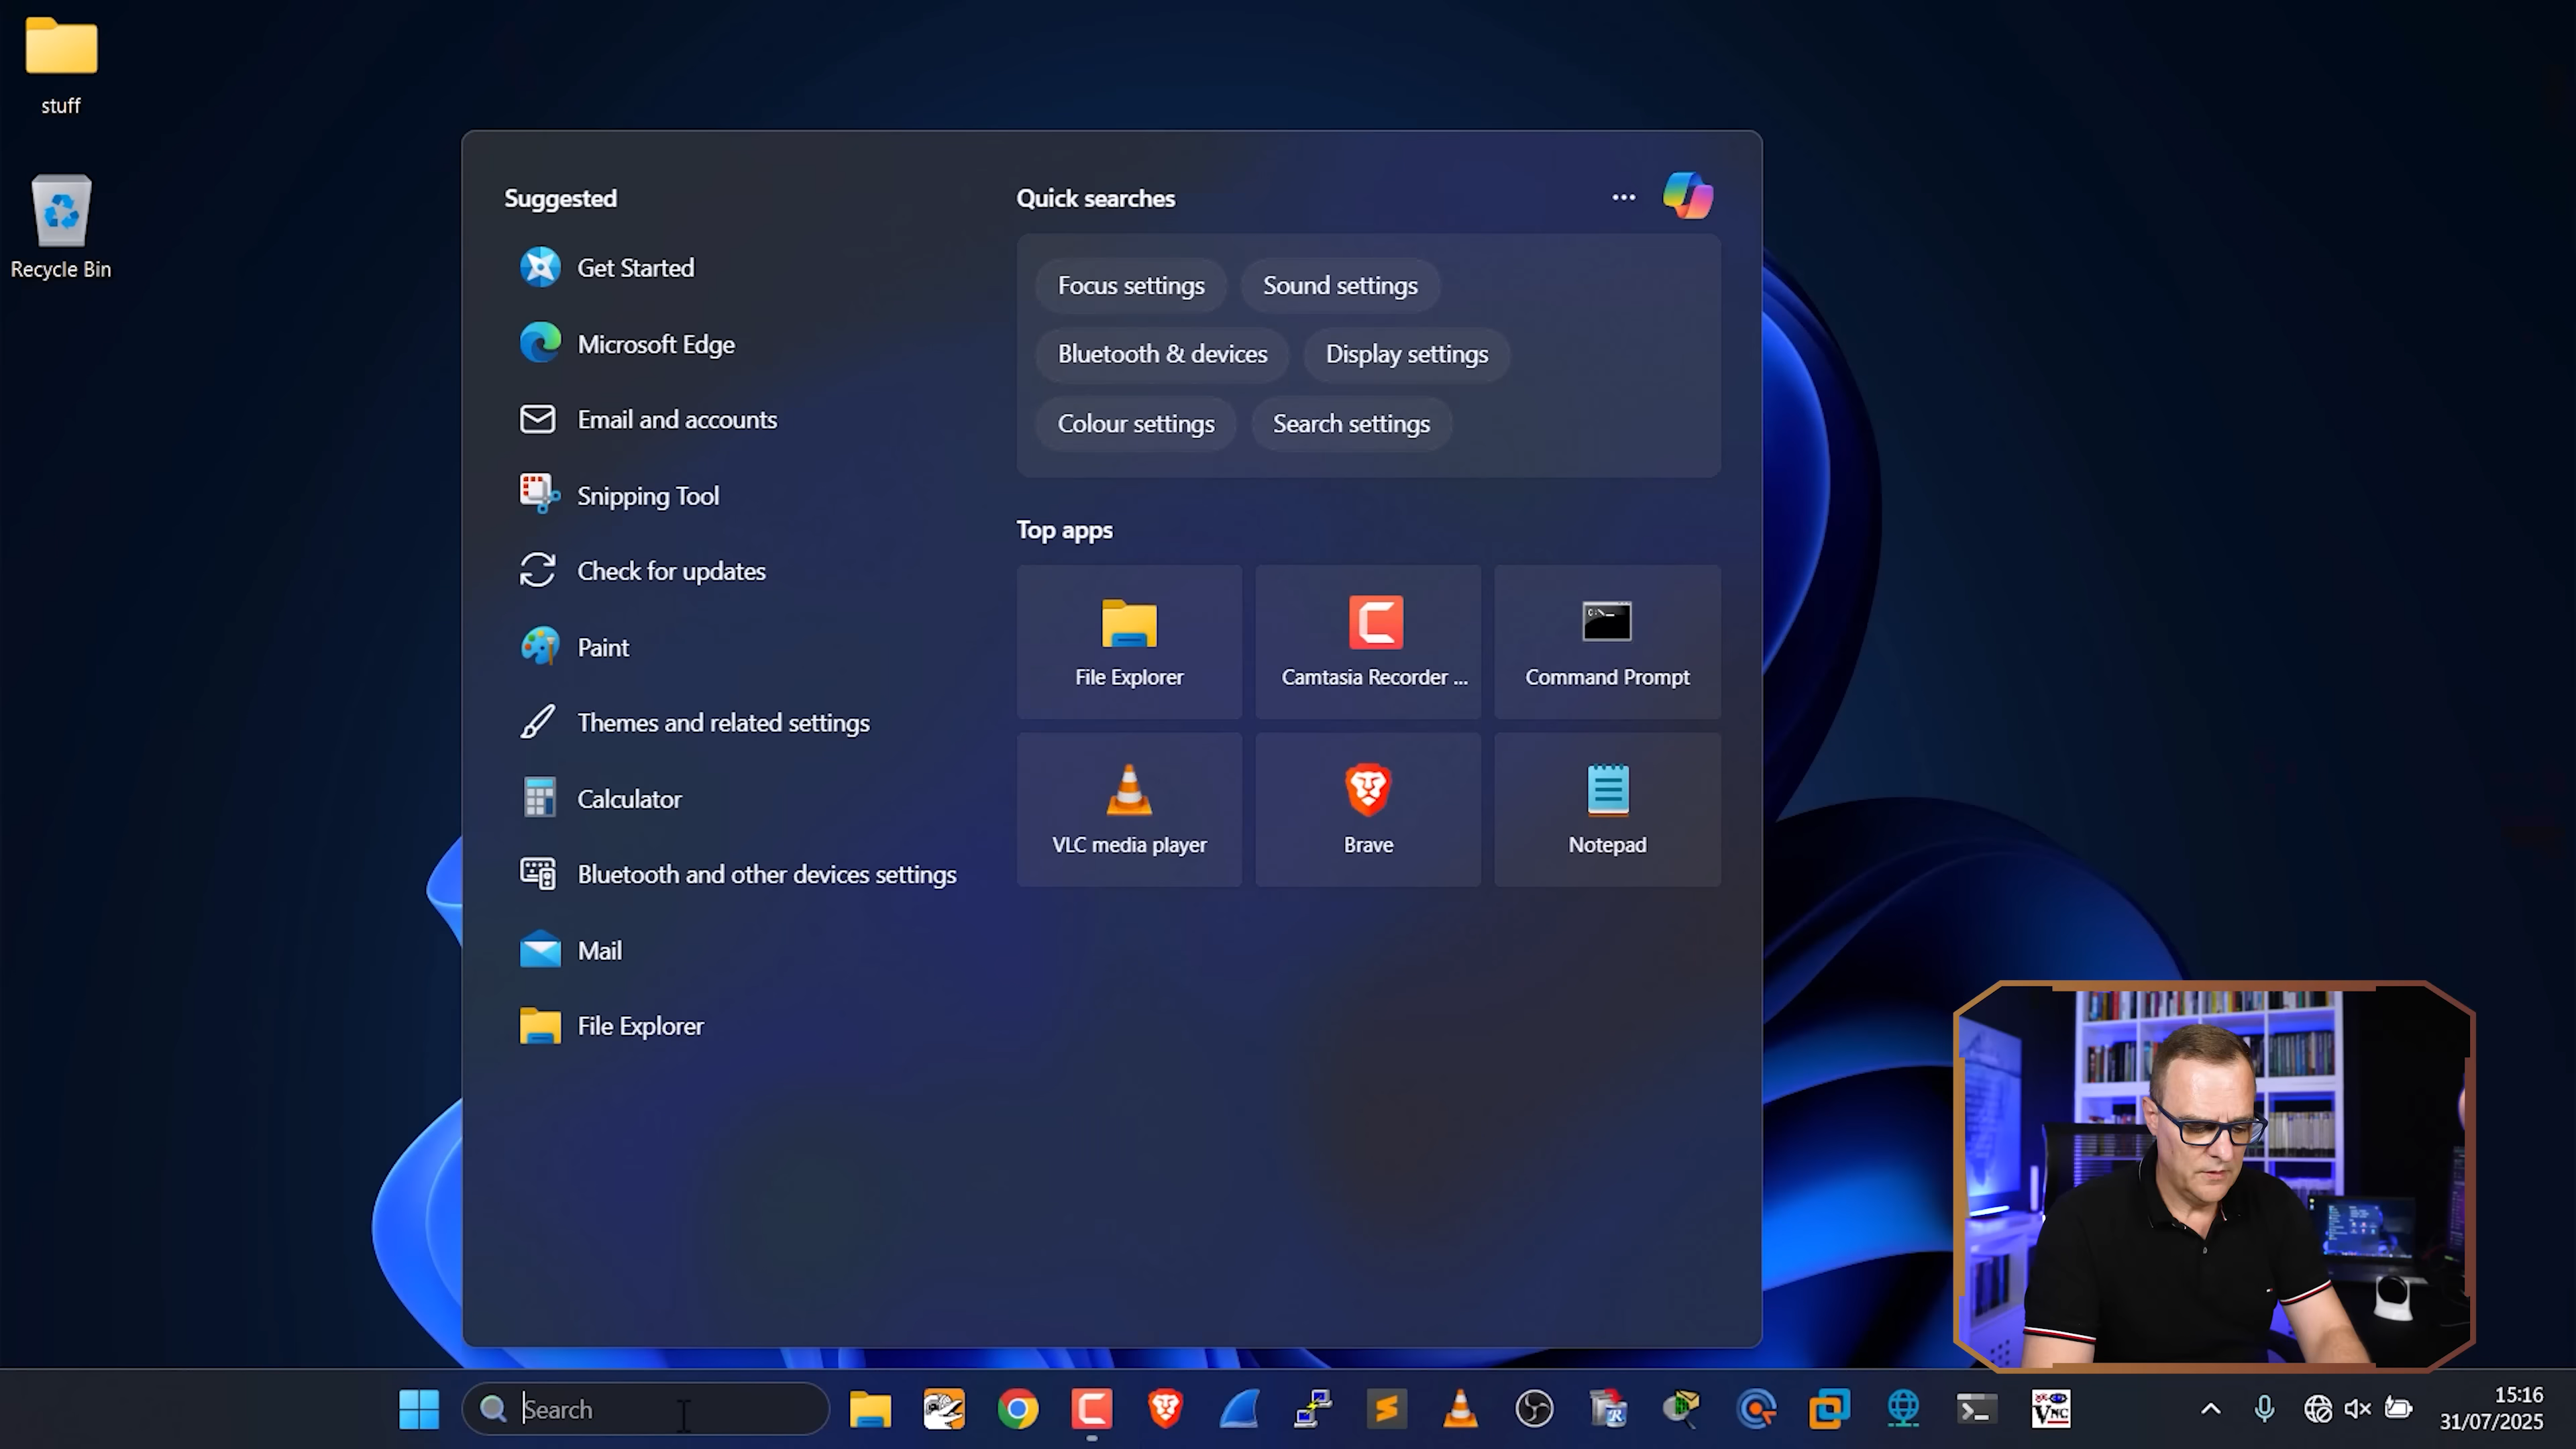 stuff
Recycle Bin
Suggested
Get Started
Microsoft Edge
Email and accounts
Snipping Tool
Check for updates
Paint
Themes and related settings
Calculator
Bluetooth and other devices settings
Mail
File Explorer
Quick searches
Focus settings
Sound settings
Bluetooth & devices
Display settings
Colour settings
Search settings
Top apps
File Explorer
Camtasia Recorder ...
Command Prompt
VLC media player
Brave
Notepad
Search
VNC
15:16
31/07/2025